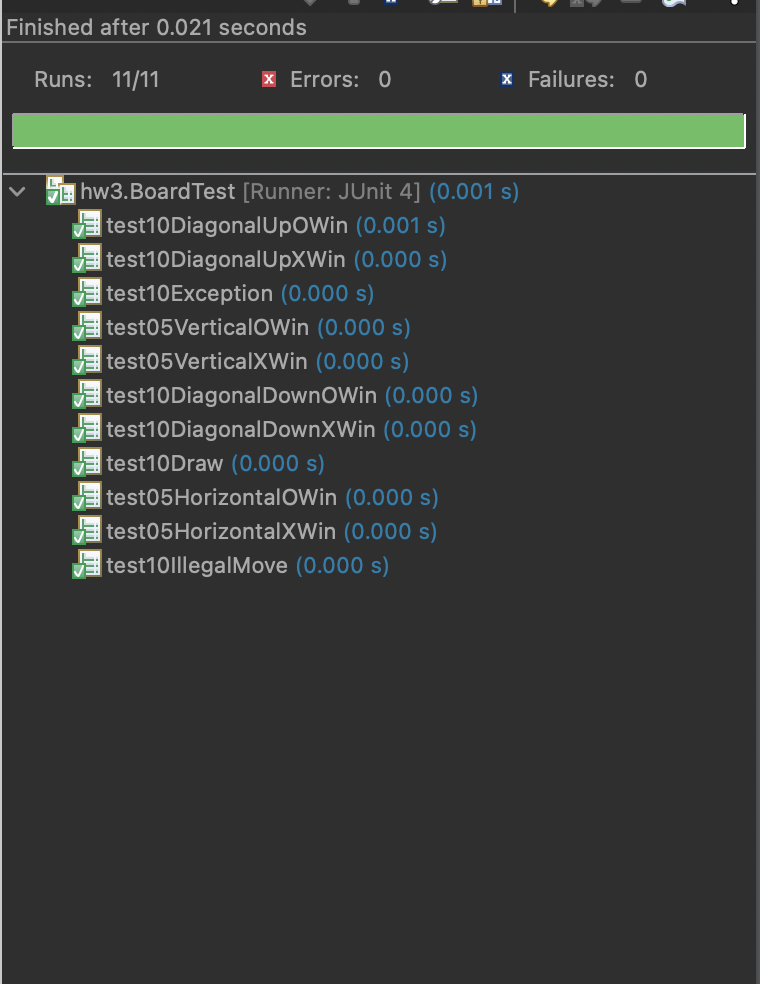 Finished after 0.021 seconds
Runs: 11/11 Errors: 0 Failures: 0
hw3.BoardTest [Runner: JUnit 4] (0.001 s)
test10DiagonalUpOWin (0.001 s)
test10DiagonalUpXWin (0.000 s)
test10Exception (0.000 s)
test05VerticalOWin (0.000 s)
test05VerticalXWin (0.000 s)
test10DiagonalDownOWin (0.000 s)
test10DiagonalDownXWin (0.000 s)
test10Draw (0.000 s)
test05HorizontalOWin (0.000 s)
test05HorizontalXWin (0.000 s)
test10IllegalMove (0.000 s)